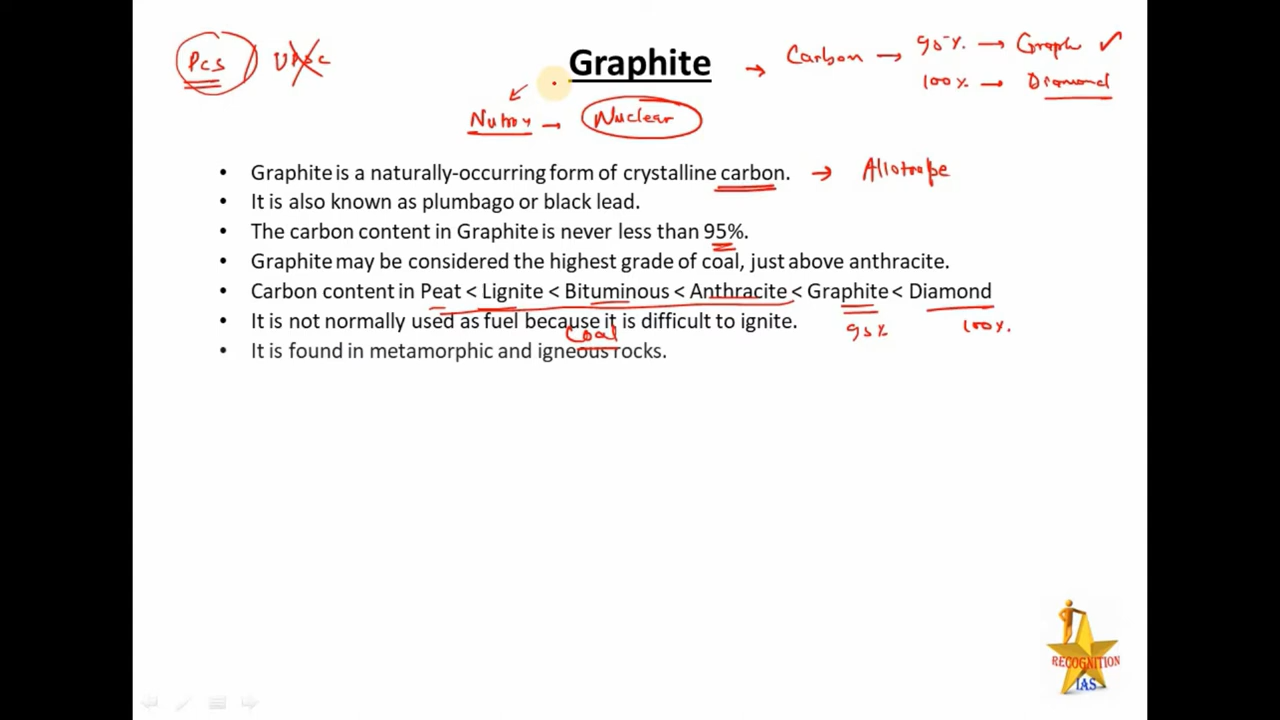 Pcs UPSC
Graphite → Carbon → 95% → Graph ✓
100% → Diamond
Nutron → Nuclear
• Graphite is a naturally-occurring form of crystalline carbon. → Allotrope
• It is also known as plumbago or black lead.
• The carbon content in Graphite is never less than 95%.
• Graphite may be considered the highest grade of coal, just above anthracite.
• Carbon content in Peat < Lignite < Bituminous < Anthracite < Graphite < Diamond
• It is not normally used as fuel because it is difficult to ignite.
Coal 95% 100%.
• It is found in metamorphic and igneous rocks.
RECOGNITION
IAS